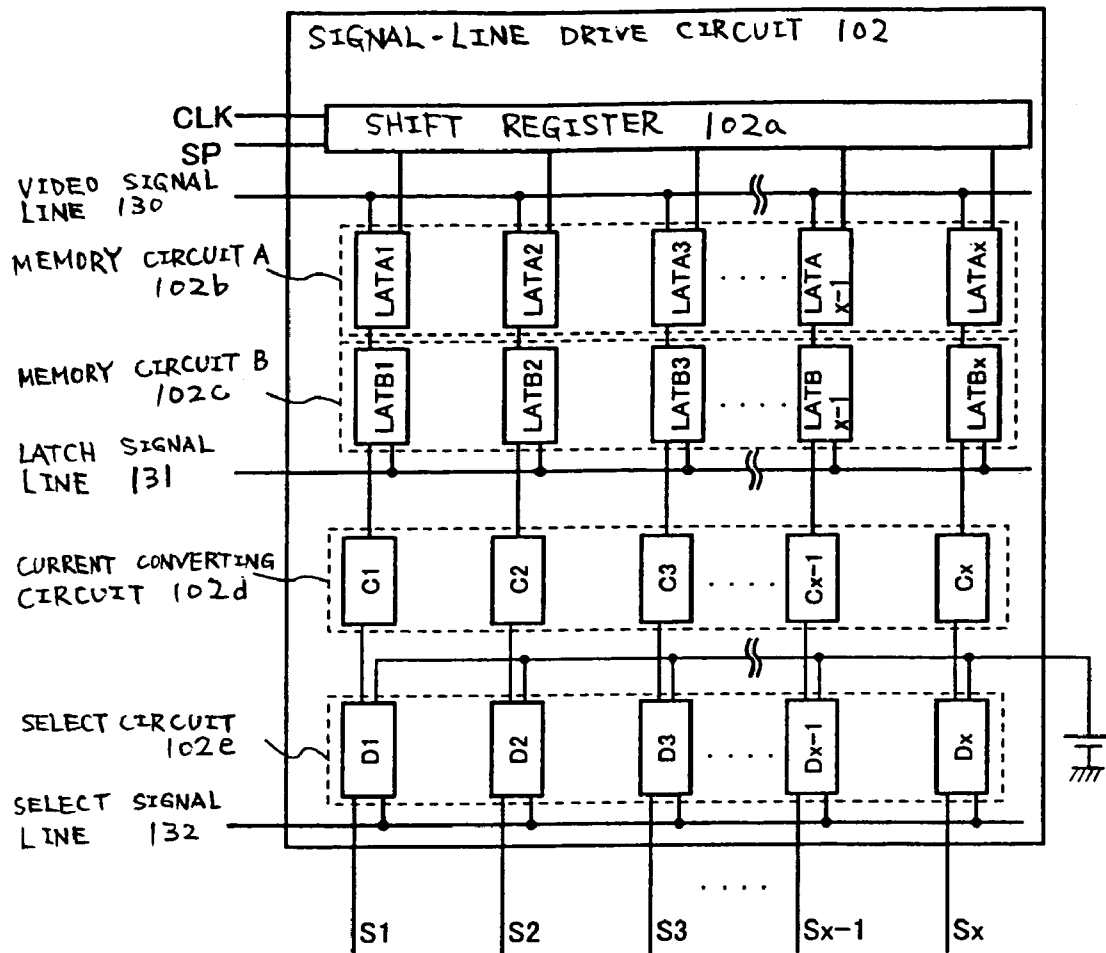 SIGNAL-LINE DRIVE CIRCUIT 102
CLK
SHIFT REGISTER 102a
SP
VIDEO SIGNAL
LINE 130
MEMORY CIRCUIT A
102b
LATA1
LATA2
LATA3
. . . . . .
LATA
x-1
LATAx
MEMORY CIRCUIT B
102c
LATB1
LATB2
LATB3
. . . . . .
LATB
x-1
LATBx
LATCH SIGNAL
LINE 131
CURRENT CONVERTING
CIRCUIT 102d
C1
C2
C3
. . . . . .
Cx-1
Cx
SELECT CIRCUIT
102e
D1
D2
D3
. . . . . .
Dx-1
Dx
SELECT SIGNAL
LINE 132
. . . .
S1 S2 S3 Sx-1 Sx